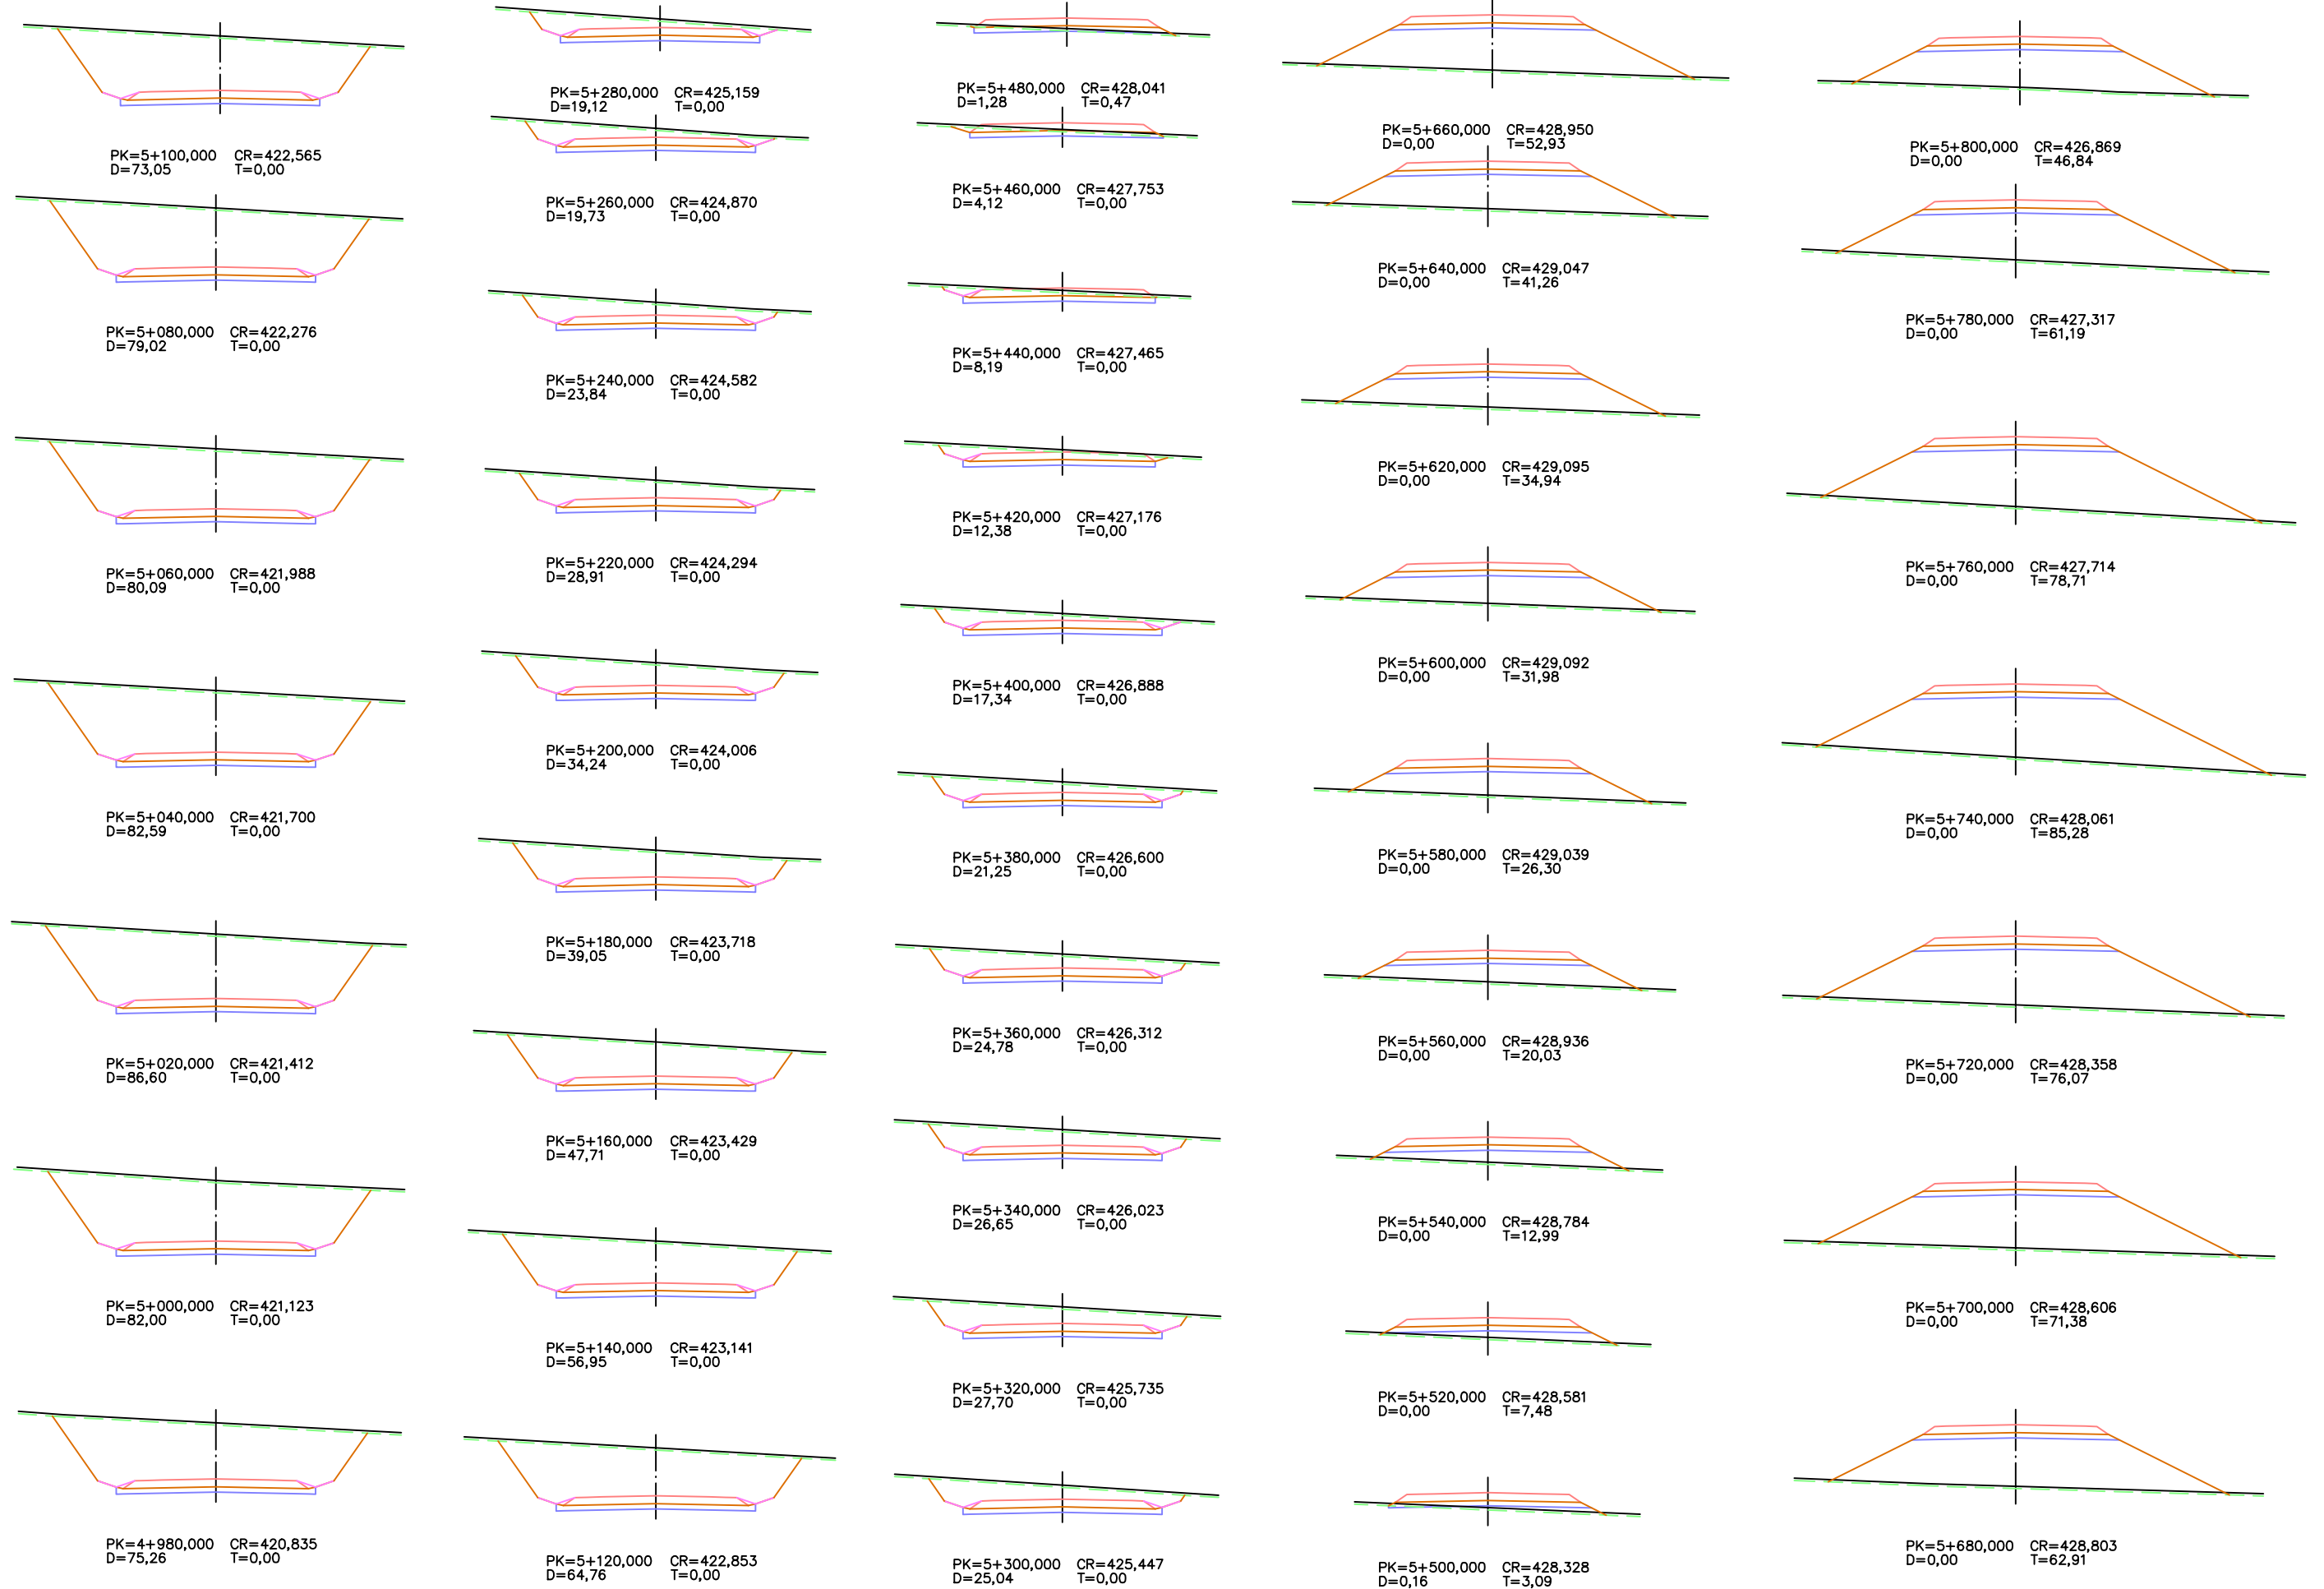 PK=5+100,000 CR=422,565
D=73,05 T=0,00
PK=5+080,000 CR=422,276
D=79,02 T=0,00
PK=5+060,000 CR=421,988
D=80,09 T=0,00
PK=5+040,000 CR=421,700
D=82,59 T=0,00
PK=5+020,000 CR=421,412
D=86,60 T=0,00
PK=5+000,000 CR=421,123
D=82,00 T=0,00
PK=4+980,000 CR=420,835
D=75,26 T=0,00
PK=5+280,000 CR=425,159
D=19,12 T=0,00
PK=5+260,000 CR=424,870
D=19,73 T=0,00
PK=5+240,000 CR=424,582
D=23,84 T=0,00
PK=5+220,000 CR=424,294
D=28,91 T=0,00
PK=5+200,000 CR=424,006
D=34,24 T=0,00
PK=5+180,000 CR=423,718
D=39,05 T=0,00
PK=5+160,000 CR=423,429
D=47,71 T=0,00
PK=5+140,000 CR=423,141
D=56,95 T=0,00
PK=5+120,000 CR=422,853
D=64,76 T=0,00
PK=5+480,000 CR=428,041
D=1,28 T=0,47
PK=5+460,000 CR=427,753
D=4,12 T=0,00
PK=5+440,000 CR=427,465
D=8,19 T=0,00
PK=5+420,000 CR=427,176
D=12,38 T=0,00
PK=5+400,000 CR=426,888
D=17,34 T=0,00
PK=5+380,000 CR=426,600
D=21,25 T=0,00
PK=5+360,000 CR=426,312
D=24,78 T=0,00
PK=5+340,000 CR=426,023
D=26,65 T=0,00
PK=5+320,000 CR=425,735
D=27,70 T=0,00
PK=5+300,000 CR=425,447
D=25,04 T=0,00
PK=5+660,000 CR=428,950
D=0,00 T=52,93
PK=5+640,000 CR=429,047
D=0,00 T=41,26
PK=5+620,000 CR=429,095
D=0,00 T=34,94
PK=5+600,000 CR=429,092
D=0,00 T=31,98
PK=5+580,000 CR=429,039
D=0,00 T=26,30
PK=5+560,000 CR=428,936
D=0,00 T=20,03
PK=5+540,000 CR=428,784
D=0,00 T=12,99
PK=5+520,000 CR=428,581
D=0,00 T=7,48
PK=5+500,000 CR=428,328
D=0,16 T=3,09
PK=5+800,000 CR=426,869
D=0,00 T=46,84
PK=5+780,000 CR=427,317
D=0,00 T=61,19
PK=5+760,000 CR=427,714
D=0,00 T=78,71
PK=5+740,000 CR=428,061
D=0,00 T=85,28
PK=5+720,000 CR=428,358
D=0,00 T=76,07
PK=5+700,000 CR=428,606
D=0,00 T=71,38
PK=5+680,000 CR=428,803
D=0,00 T=62,91